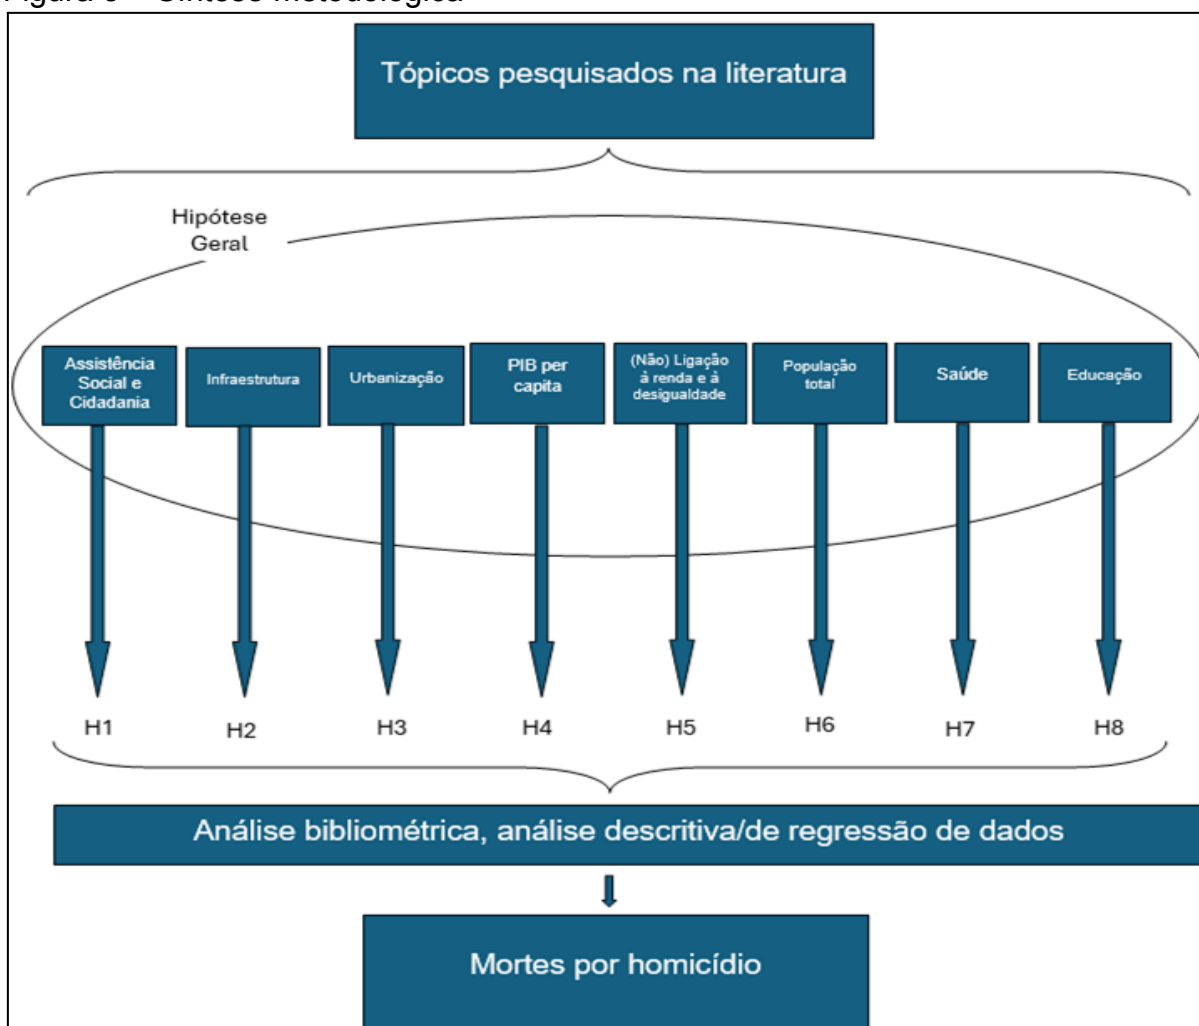 Síntese metodológica
Tópicos pesquisados na literatura
Hipótese
Geral
Assistência
Social e
Cidadania
Infraestrutura
Urbanização
PIB per
capita
(Não) Ligação
à renda e à
desigualdade
População
total
Saúde
Educação
H1
H2
H3
H4
H5
H6
H7
H8
Análise bibliométrica, análise descritiva/de regressão de dados
Mortes por homicídio